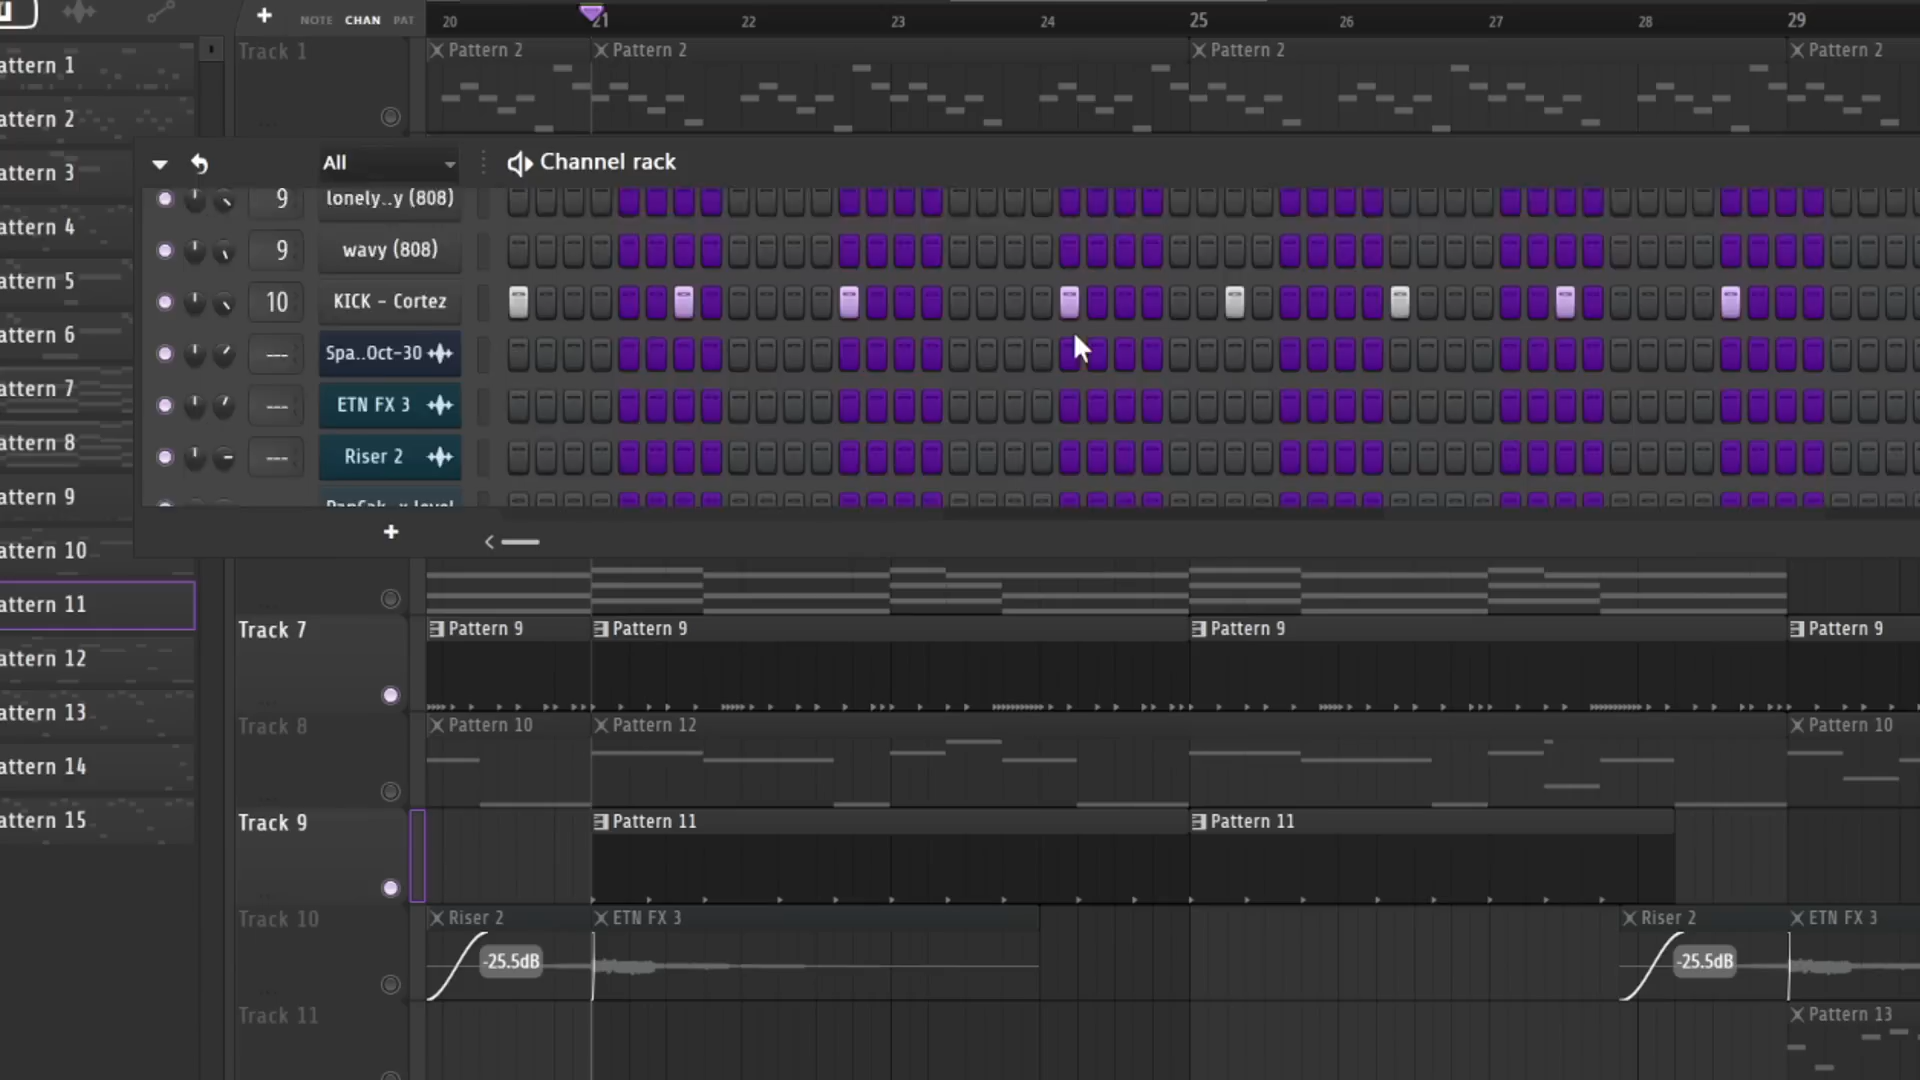 NOTE CHAN PAT
20 21 22 23 24 25 26 27 28 29
attern 1
attern 2
attern 3
attern 4
attern 5
attern 6
attern 7
attern 8
attern 9
attern 10
attern 11
attern 12
attern 13
attern 14
attern 15
Track 1
Pattern 2 Pattern 2 Pattern 2 Pattern 2
All
Channel rack
9 lonely..y (808)
9 wavy (808)
10 KICK - Cortez
--- Spa..Oct-30
--- ETN FX 3
--- Riser 2
Track 7
Pattern 9 Pattern 9 Pattern 9 Pattern 9
Track 8
Pattern 10 Pattern 12 Pattern 10
Track 9
Pattern 11 Pattern 11
Track 10
Riser 2 ETN FX 3 Riser 2 ETN FX 3
-25.5dB -25.5dB
Track 11
Pattern 13